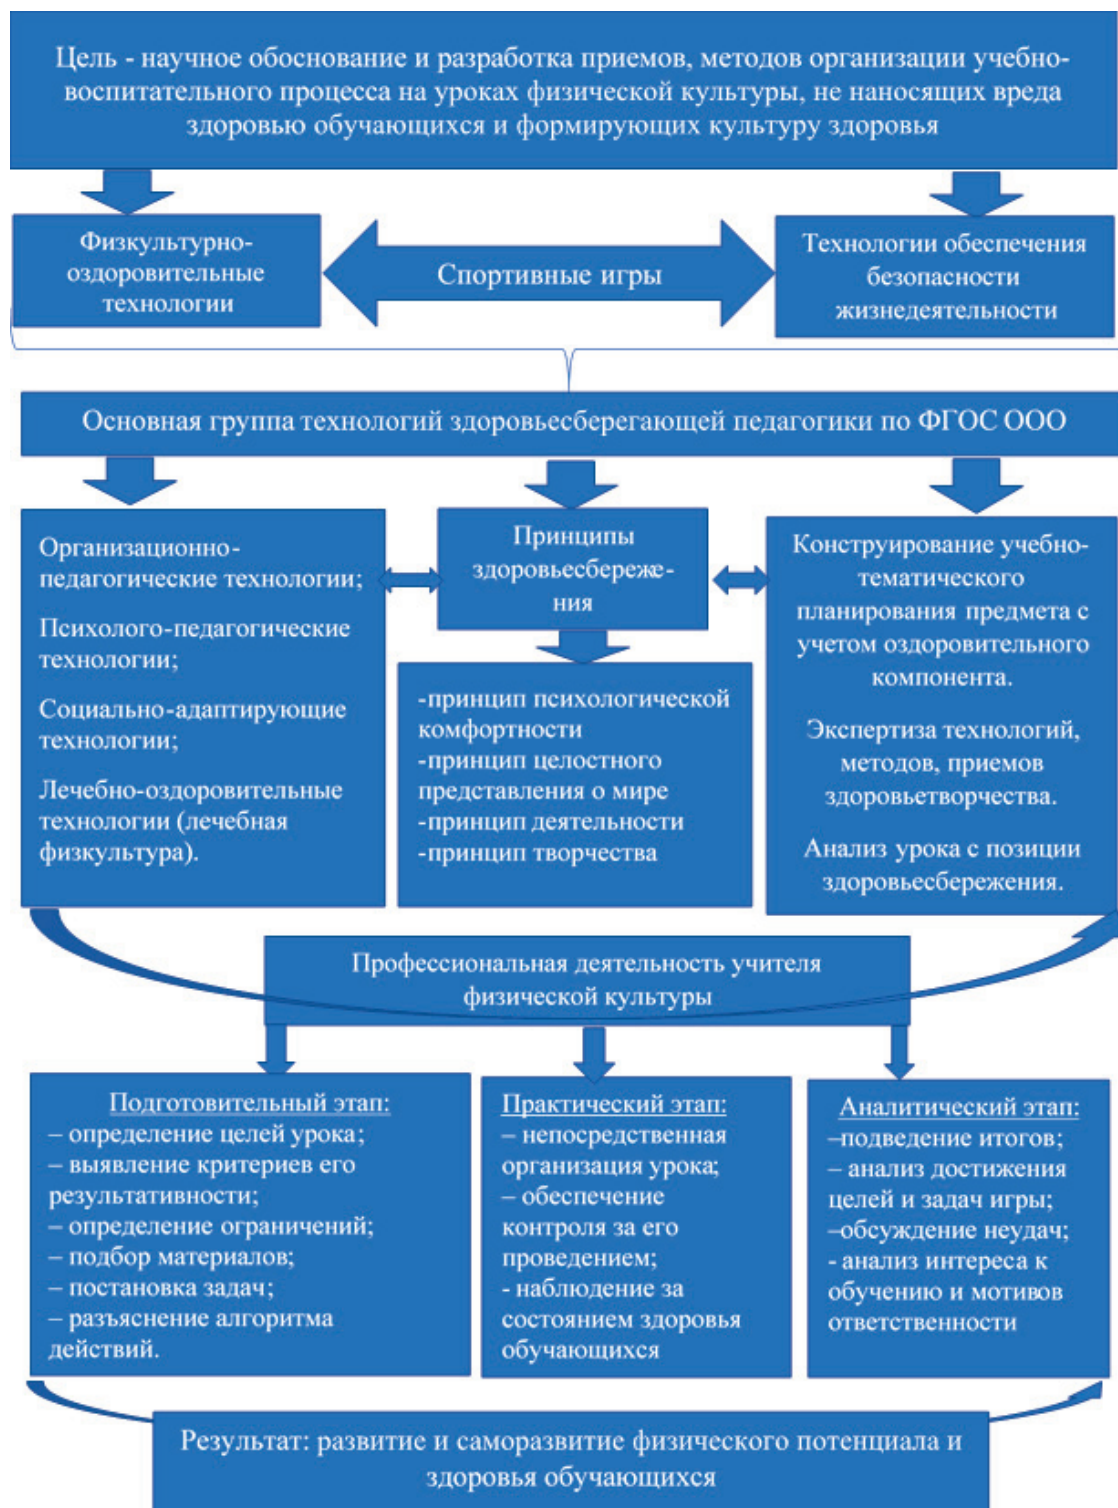 Цель - научное обоснование и разработка приемов, методов организации учебно-
воспитательного процесса на уроках физической культуры, не наносящих вреда
здоровью обучающихся и формирующих культуру здоровья
Физкультурно-
оздоровительные
технологии
Спортивные игры
Технологии обеспечения
безопасности
жизнедеятельности
Основная группа технологий здоровьесберегающей педагогики по ФГОС ООО
Организационно-
педагогические технологии;
Психолого-педагогические
технологии;
Социально-адаптирующие
технологии;
Лечебно-оздоровительные
технологии (лечебная
физкультура).
Принципы
здоровьесбереже-
ния
-принцип психологической
комфортности
-принцип целостного
представления о мире
-принцип деятельности
-принцип творчества
Конструирование учебно-
тематического
планирования предмета с
учетом оздоровительного
компонента.
Экспертиза технологий,
методов, приемов
здоровьетворчества.
Анализ урока с позиции
здоровьесбережения.
Профессиональная деятельность учителя
физической культуры
Подготовительный этап:
– определение целей урока;
– выявление критериев его
результативности;
– определение ограничений;
– подбор материалов;
– постановка задач;
– разъяснение алгоритма
действий.
Практический этап:
– непосредственная
организация урока;
– обеспечение
контроля за его
проведением;
- наблюдение за
состоянием здоровья
обучающихся
Аналитический этап:
–подведение итогов;
– анализ достижения
целей и задач игры;
–обсуждение неудач;
- анализ интереса к
обучению и мотивов
ответственности
Результат: развитие и саморазвитие физического потенциала и
здоровья обучающихся